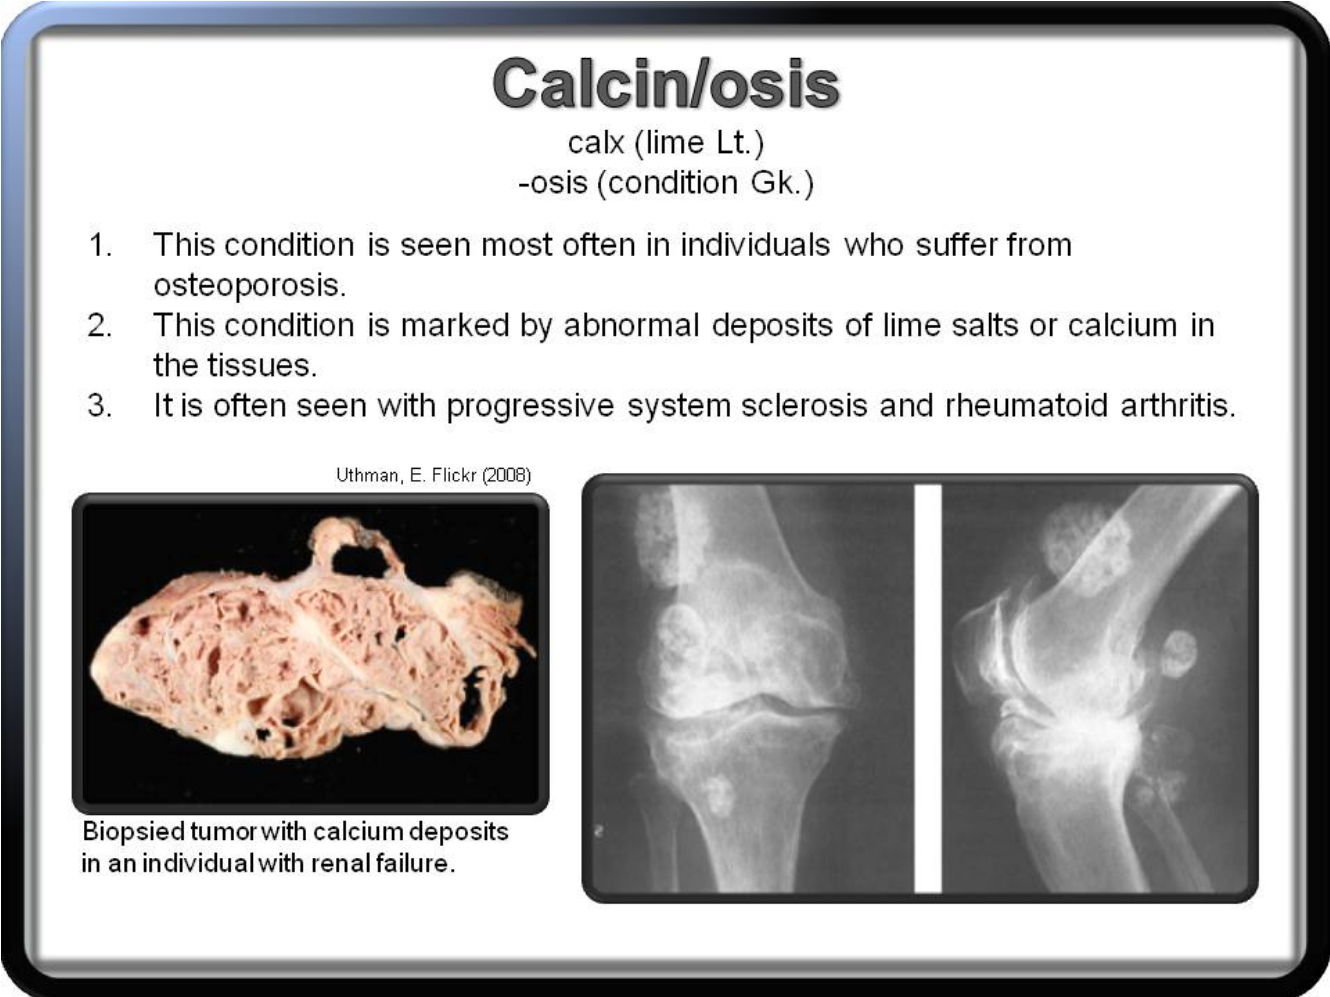 Calcin/osis
calx (lime Lt.)
-osis (condition Gk.)
1. This condition is seen most often in individuals who suffer from
osteoporosis.
2. This condition is marked by abnormal deposits of lime salts or calcium in
the tissues.
3. It is often seen with progressive system sclerosis and rheumatoid arthritis.
Uthman, E. Flickr (2008)
Biopsied tumor with calcium deposits
in an individual with renal failure.